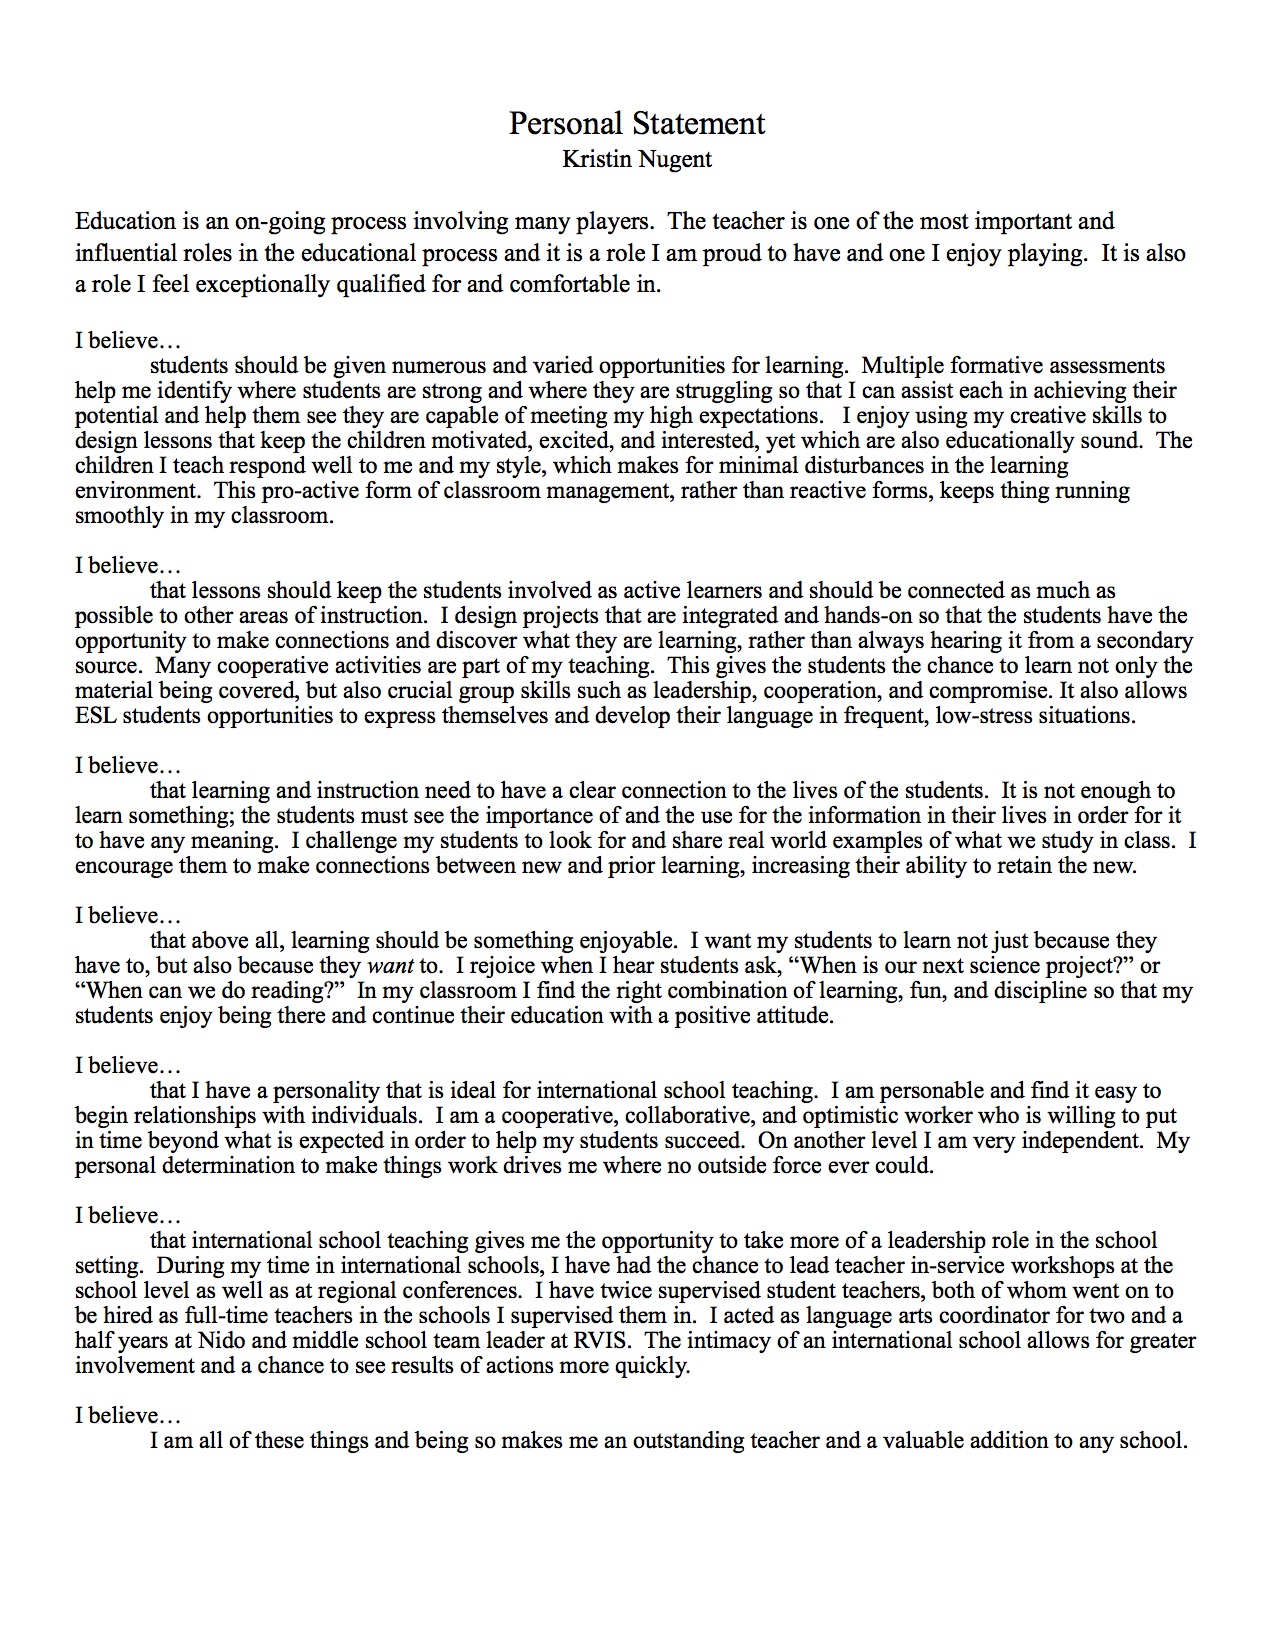 Personal Statement
Kristin Nugent
Education is an on-going process involving many players.  The teacher is one of the most important and
influential roles in the educational process and it is a role I am proud to have and one I enjoy playing.  It is also
a role I feel exceptionally qualified for and comfortable in.
I believe…
students should be given numerous and varied opportunities for learning.  Multiple formative assessments
help me identify where students are strong and where they are struggling so that I can assist each in achieving their
potential and help them see they are capable of meeting my high expectations.   I enjoy using my creative skills to
design lessons that keep the children motivated, excited, and interested, yet which are also educationally sound.  The
children I teach respond well to me and my style, which makes for minimal disturbances in the learning
environment.  This pro-active form of classroom management, rather than reactive forms, keeps thing running
smoothly in my classroom.
I believe…
that lessons should keep the students involved as active learners and should be connected as much as
possible to other areas of instruction.  I design projects that are integrated and hands-on so that the students have the
opportunity to make connections and discover what they are learning, rather than always hearing it from a secondary
source.  Many cooperative activities are part of my teaching.  This gives the students the chance to learn not only the
material being covered, but also crucial group skills such as leadership, cooperation, and compromise. It also allows
ESL students opportunities to express themselves and develop their language in frequent, low-stress situations.
I believe…
that learning and instruction need to have a clear connection to the lives of the students.  It is not enough to
learn something; the students must see the importance of and the use for the information in their lives in order for it
to have any meaning.  I challenge my students to look for and share real world examples of what we study in class.  I
encourage them to make connections between new and prior learning, increasing their ability to retain the new.
I believe…
that above all, learning should be something enjoyable.  I want my students to learn not just because they
have to, but also because they want to.  I rejoice when I hear students ask, “When is our next science project?” or
“When can we do reading?”  In my classroom I find the right combination of learning, fun, and discipline so that my
students enjoy being there and continue their education with a positive attitude.
I believe…
that I have a personality that is ideal for international school teaching.  I am personable and find it easy to
begin relationships with individuals.  I am a cooperative, collaborative, and optimistic worker who is willing to put
in time beyond what is expected in order to help my students succeed.  On another level I am very independent.  My
personal determination to make things work drives me where no outside force ever could.
I believe…
that international school teaching gives me the opportunity to take more of a leadership role in the school
setting.  During my time in international schools, I have had the chance to lead teacher in-service workshops at the
school level as well as at regional conferences.  I have twice supervised student teachers, both of whom went on to
be hired as full-time teachers in the schools I supervised them in.  I acted as language arts coordinator for two and a
half years at Nido and middle school team leader at RVIS.  The intimacy of an international school allows for greater
involvement and a chance to see results of actions more quickly.
I believe…
I am all of these things and being so makes me an outstanding teacher and a valuable addition to any school.